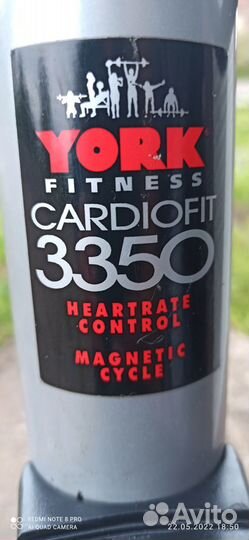 YORK
FITNESS
CARDIOFIT
3350
HEARTRATE
CONTROL
MAGNETIC
CYCLE
REDMI NOTE 8 PRO
AI QUAD CAMERA
Avito
22.05.2022 18:50